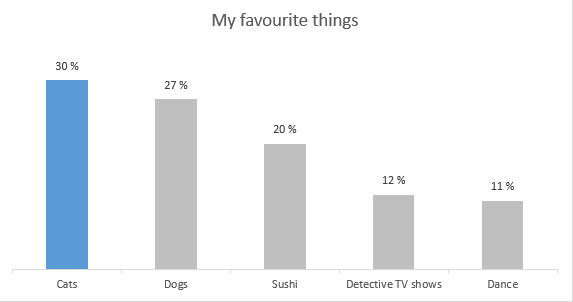 My favourite things
30 %
27 %
20 %
12 %
11 %
Cats
Dogs
Sushi
Detective TV shows
Dance